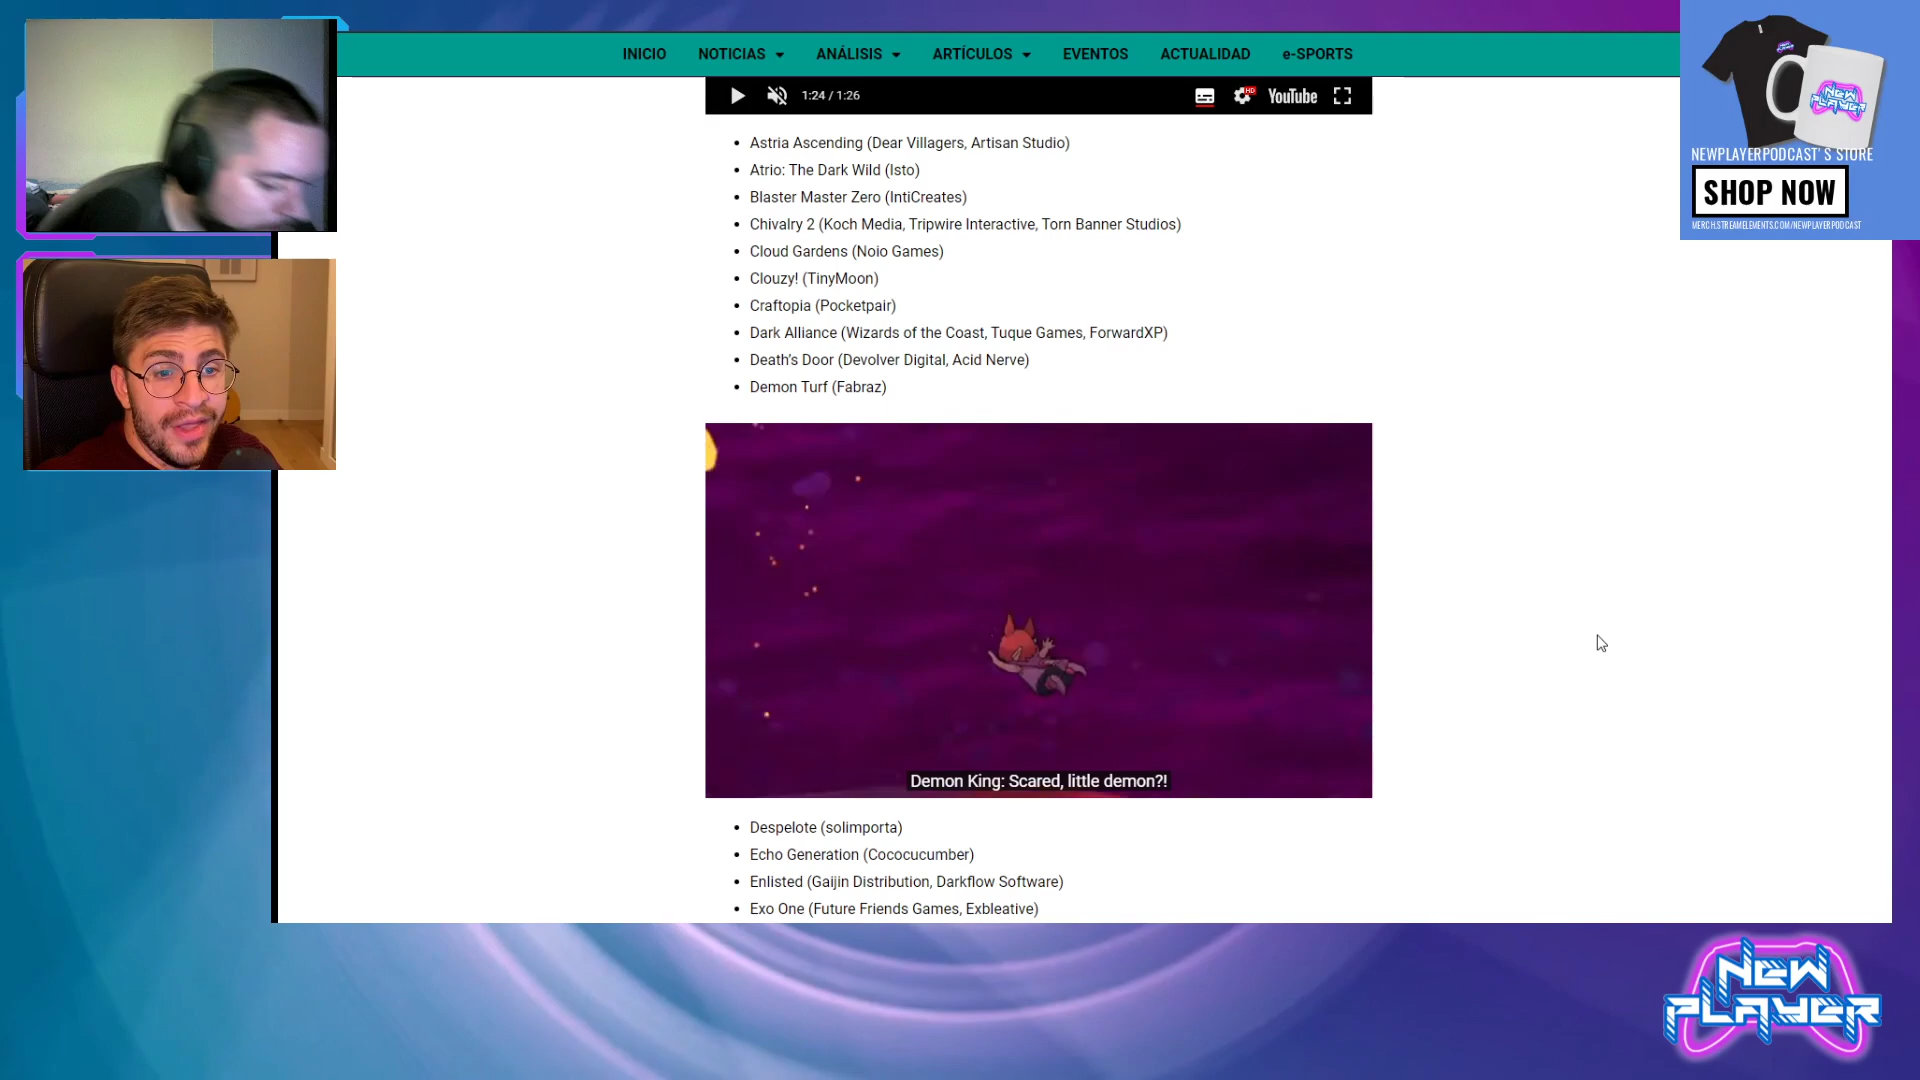 INICIO NOTICIAS ANÁLISIS ARTÍCULOS EVENTOS ACTUALIDAD e-SPORTS
1:24 / 1:26 HD YouTube
Astria Ascending (Dear Villagers, Artisan Studio)
Atrio: The Dark Wild (Isto)
Blaster Master Zero (IntiCreates)
Chivalry 2 (Koch Media, Tripwire Interactive, Torn Banner Studios)
Cloud Gardens (Noio Games)
Clouzy! (TinyMoon)
Craftopia (Pocketpair)
Dark Alliance (Wizards of the Coast, Tuque Games, ForwardXP)
Death’s Door (Devolver Digital, Acid Nerve)
Demon Turf (Fabraz)
Demon King: Scared, little demon?!
Despelote (solimporta)
Echo Generation (Cococucumber)
Enlisted (Gaijin Distribution, Darkflow Software)
Exo One (Future Friends Games, Exbleative)
NEW
PLAYER
NEWPLAYERPODCAST'S STORE
SHOP NOW
MERCH.STREAMELEMENTS.COM/NEWPLAYERPODCAST
NEW
PLAYER